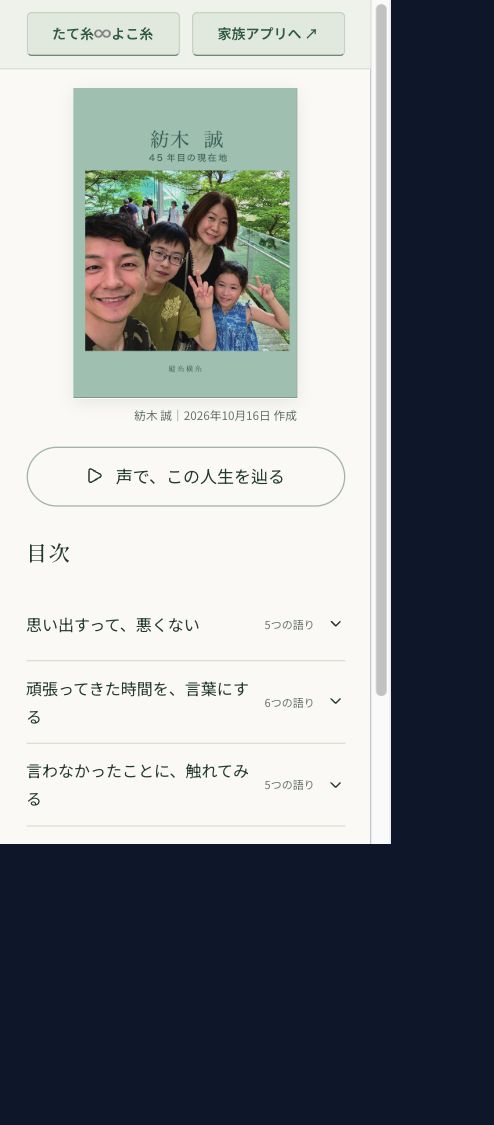 たて糸∞よこ糸
家族アプリへ ↗
紡木 誠
45年目の現在地
縦糸横糸
紡木 誠｜2026年10月16日 作成
声で、この人生を辿る
目次
思い出すって、悪くない
5つの語り
頑張ってきた時間を、言葉にす
る
6つの語り
言わなかったことに、触れてみ
る
5つの語り